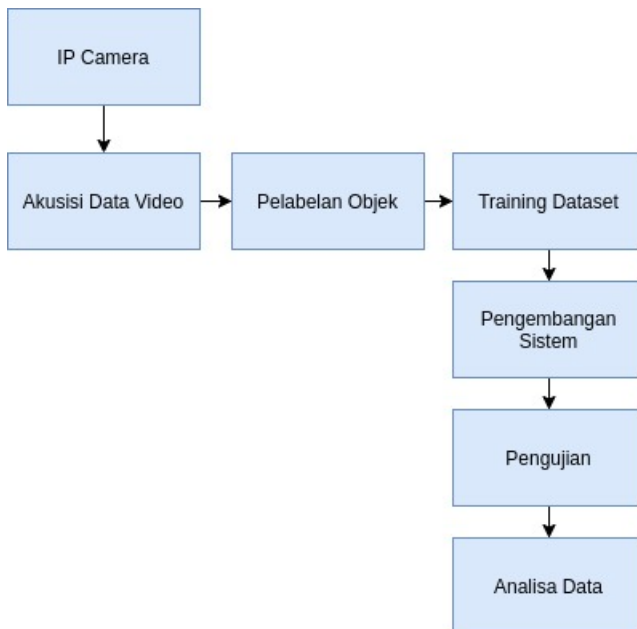 IP Camera
Akusisi Data Video
Pelabelan Objek
Training Dataset
Pengembangan
Sistem
Pengujian
Analisa Data